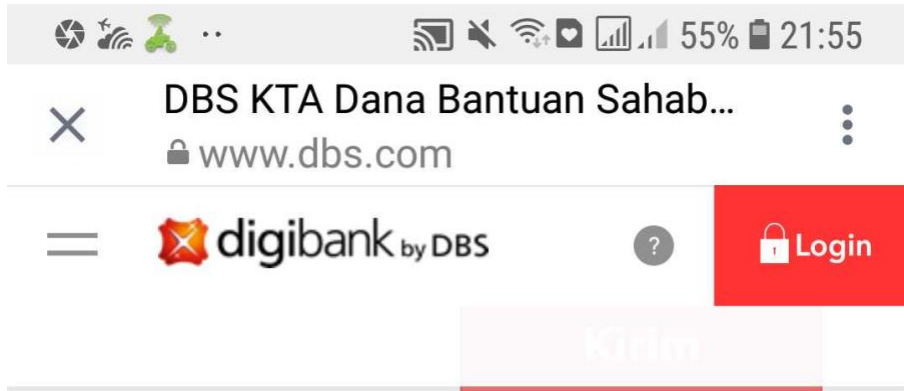 55% 21:55
DBS KTA Dana Bantuan Sahab...
www.dbs.com
digibank by DBS ? Login
Kirim